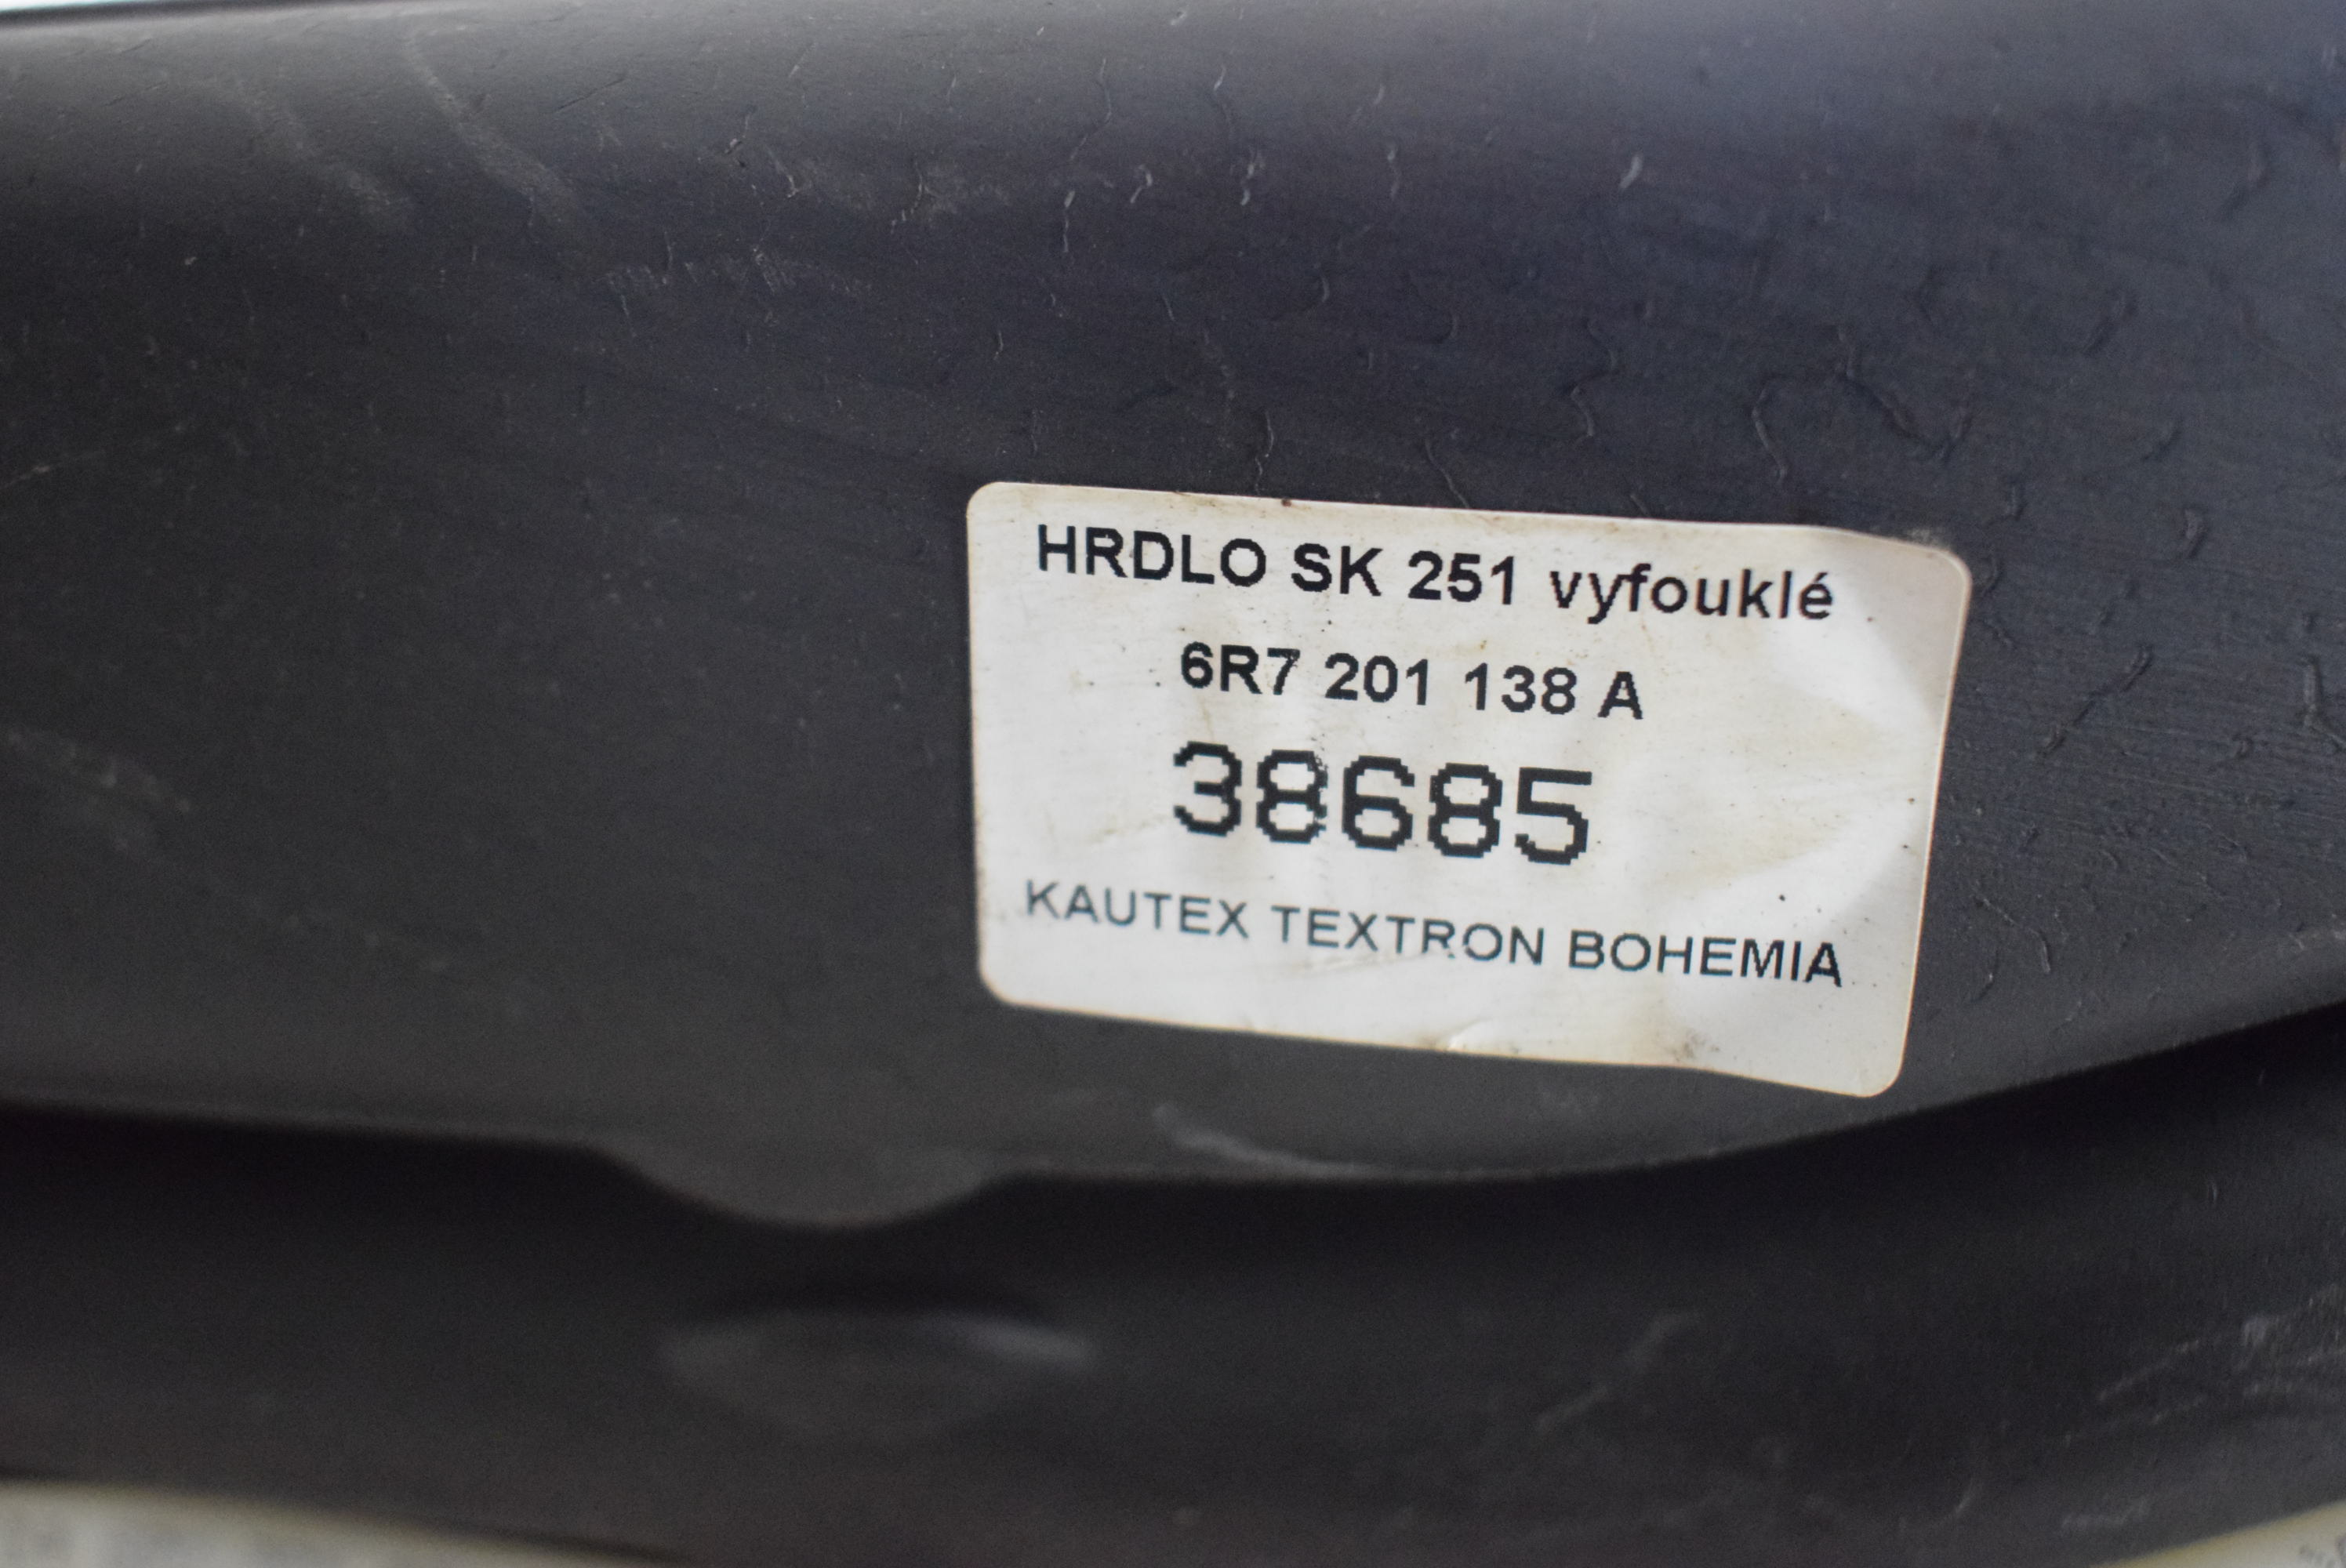 HRDLO SK 251 vyfouklé
6R7 201 138 A
38685
KAUTEX TEXTRON BOHEMIA